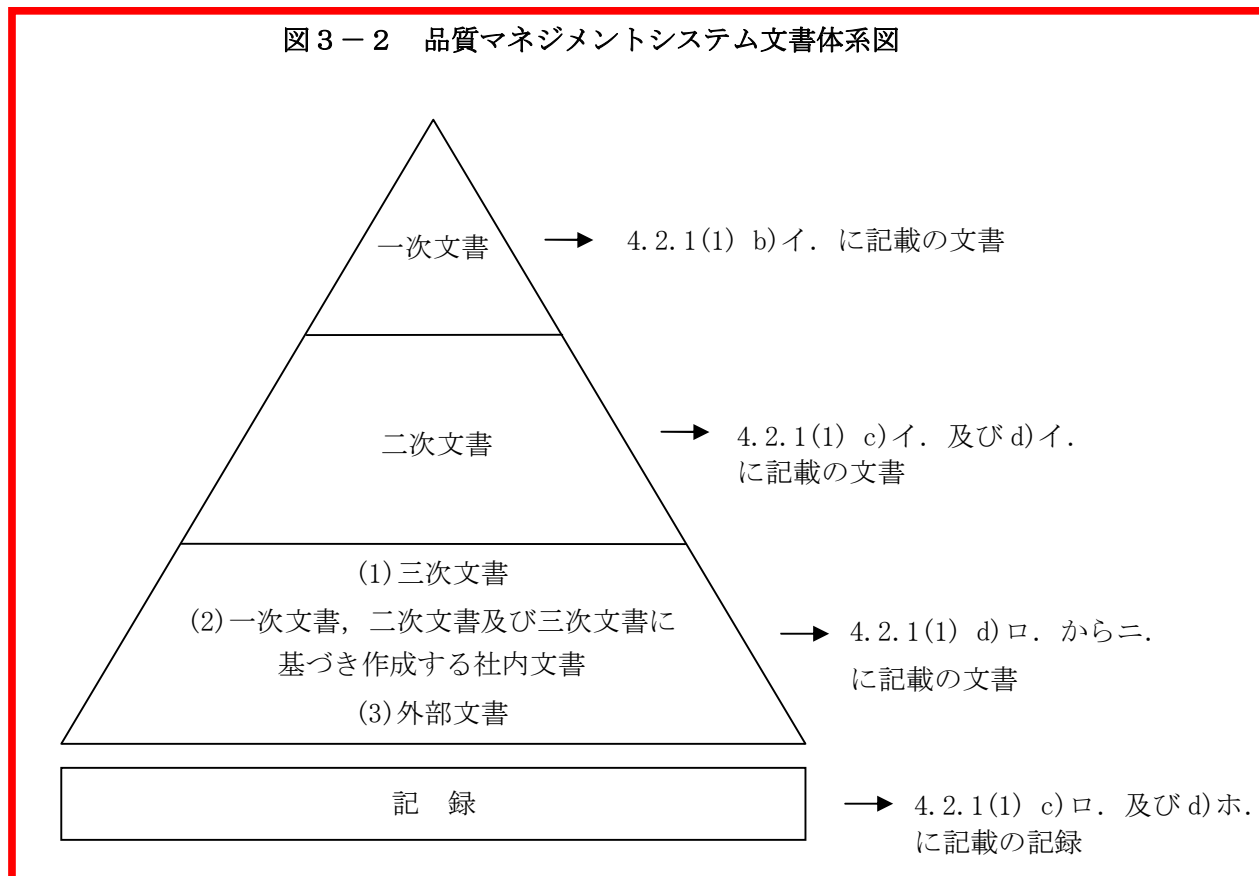 図３－２　品質マネジメントシステム文書体系図
一次文書
4.2.1(1) b)イ．に記載の文書
二次文書
4.2.1(1) c)イ．及び d)イ．
に記載の文書
(1)三次文書
(2)一次文書，二次文書及び三次文書に
基づき作成する社内文書
(3)外部文書
4.2.1(1) d)ロ．からニ．
に記載の文書
記　録
4.2.1(1) c)ロ．及び d)ホ．
に記載の記録